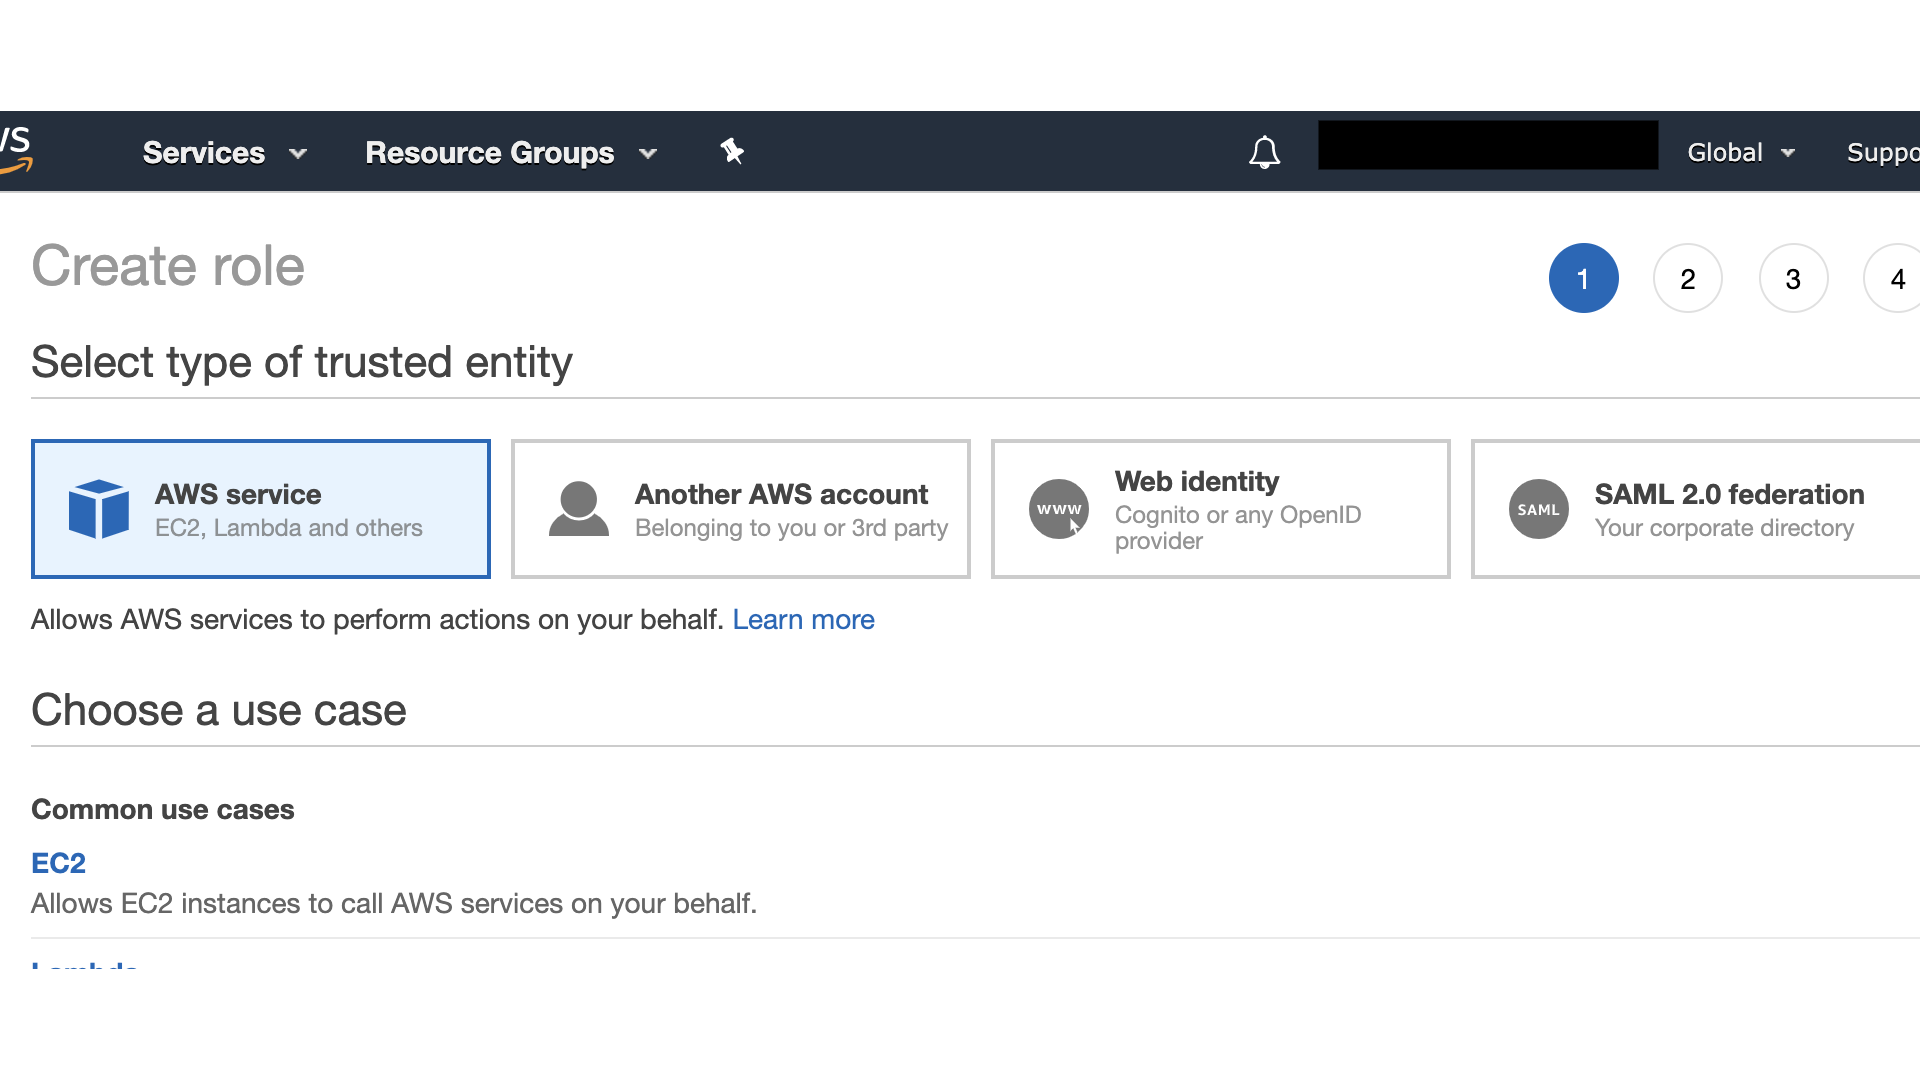 Services
Resource Groups
Global
Create role
1
2
3
4
Select type of trusted entity
AWS service
EC2, Lambda and others
Another AWS account
Belonging to you or 3rd party
www
Web identity
Cognito or any OpenID
provider
SAML
SAML 2.0 federation
Your corporate directory
Allows AWS services to perform actions on your behalf. Learn more
Choose a use case
Common use cases
EC2
Allows EC2 instances to call AWS services on your behalf.